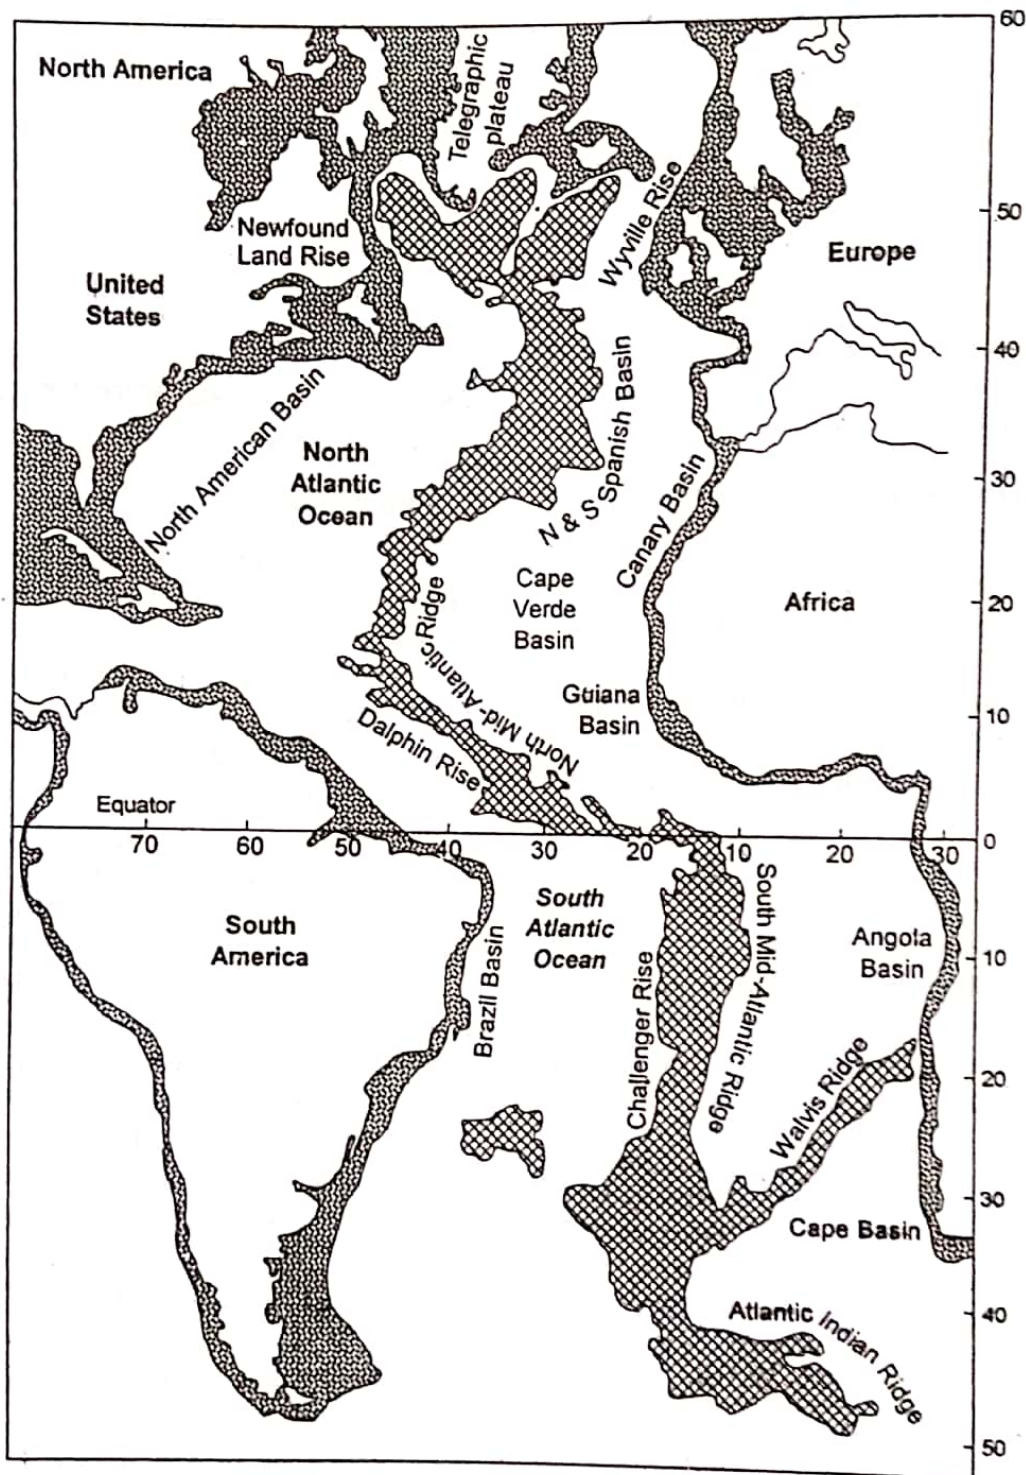 60
North America
Telegraphic
plateau
50
Newfound
Land Rise
Wyville Rise
Europe
United
States
40
North American Basin
North
Atlantic
Ocean
N & S Spanish Basin
Canary Basin
30
Cape
Verde
Basin
Africa
20
North Mid-Atlantic Ridge
Guiana
Basin
10
Dalphin Rise
Equator
70
60
50
40
30
20
10
20
30
0
South
America
South
Atlantic
Ocean
Brazil Basin
Challenger Rise
South Mid-Atlantic Ridge
Angola
Basin
10
Walvis Ridge
20
30
Cape Basin
Atlantic Indian Ridge
40
50